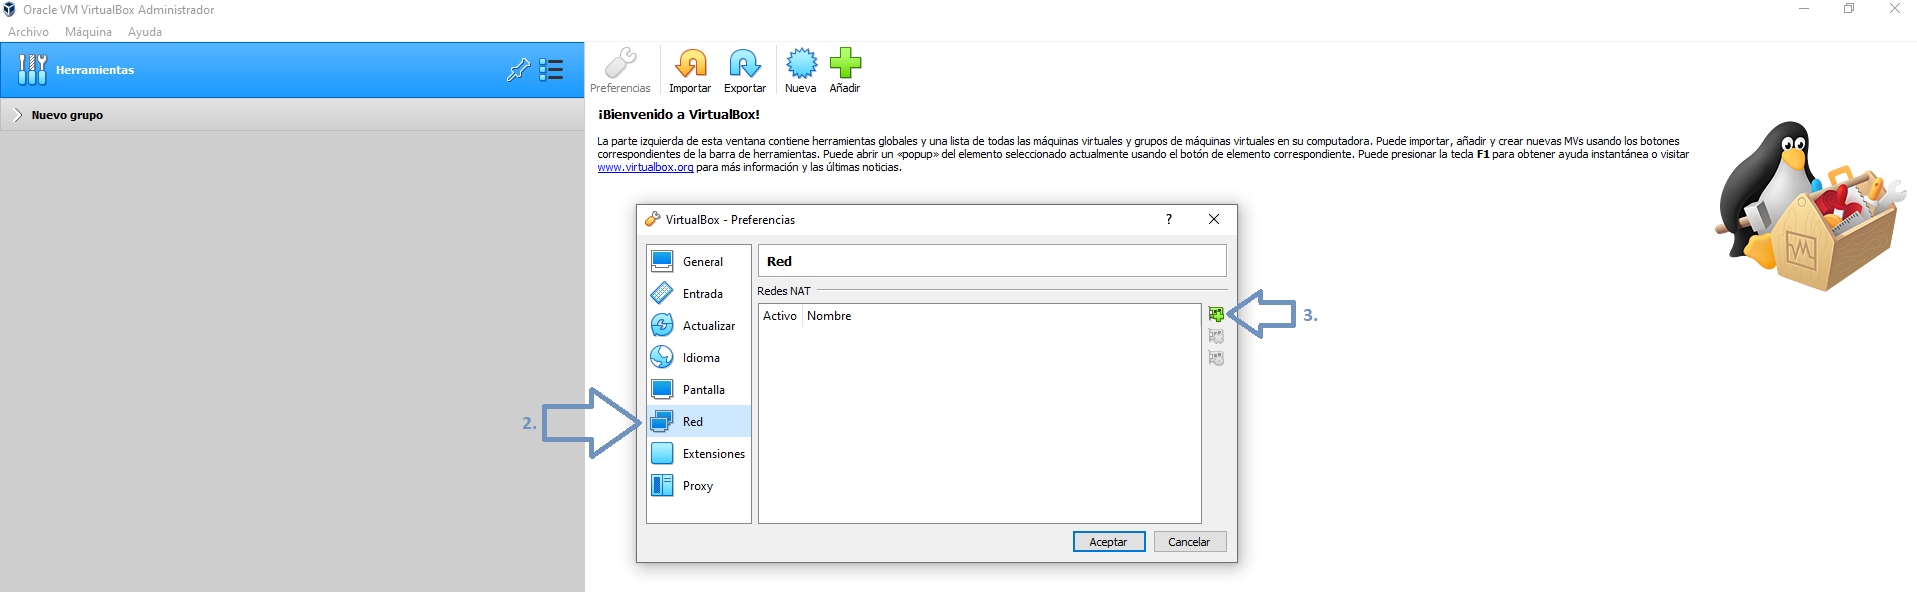 Oracle VM VirtualBox Administrador
Archivo Máquina Ayuda
Herramientas
Nuevo grupo
Preferencias Importar Exportar Nueva Añadir
¡Bienvenido a VirtualBox!
La parte izquierda de esta ventana contiene herramientas globales y una lista de todas las máquinas virtuales y grupos de máquinas virtuales en su computadora. Puede importar, añadir y crear nuevas MVs usando los botones
correspondientes de la barra de herramientas. Puede abrir un «popup» del elemento seleccionado actualmente usando el botón de elemento correspondiente. Puede presionar la tecla F1 para obtener ayuda instantánea o visitar
www.virtualbox.org para más información y las últimas noticias.
VirtualBox - Preferencias ?
General
Entrada
Actualizar
Idioma
Pantalla
Red
Extensiones
Proxy
Red
Redes NAT
Activo Nombre
2.
3.
Aceptar Cancelar